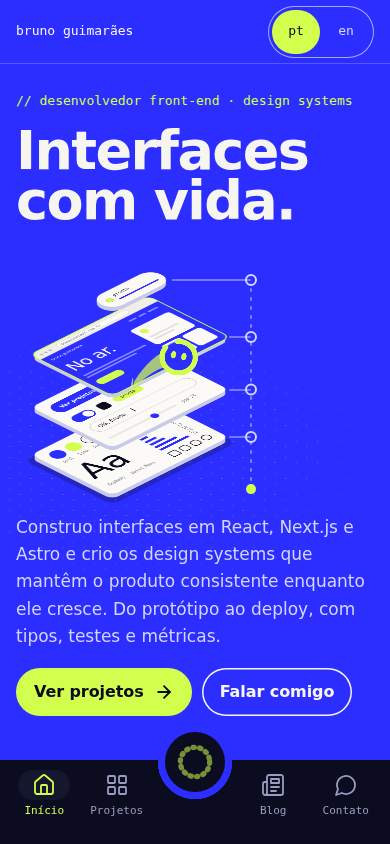 bruno guimarães
pt
en
// desenvolvedor front-end · design systems
Interfaces
com vida.
No ar.
Ver projetos
Aa
Construo interfaces em React, Next.js e
Astro e crio os design systems que
mantêm o produto consistente enquanto
ele cresce. Do protótipo ao deploy, com
tipos, testes e métricas.
Ver projetos
Falar comigo
Início
Projetos
Blog
Contato